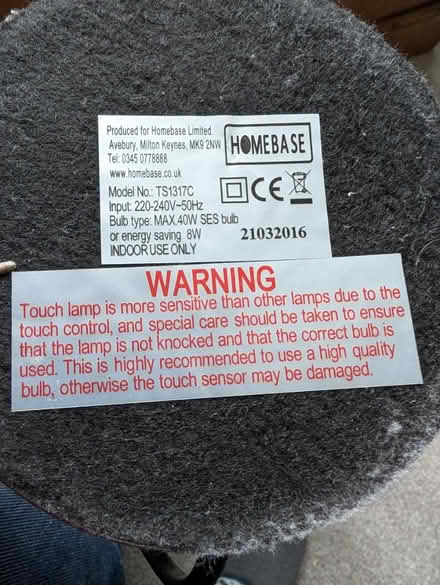 Produced for Homebase Limited.
Avebury, Milton Keynes, MK9 2NW
Tel: 0345 0778888
www.homebase.co.uk
HOMEBASE
Model No.: TS1317C
Input: 220-240V~50Hz
Bulb type: MAX.40W SES bulb
or energy saving 8W
INDOOR USE ONLY
CE
21032016
WARNING
Touch lamp is more sensitive than other lamps due to the
touch control, and special care should be taken to ensure
that the lamp is not knocked and that the correct bulb is
used. This is highly recommended to use a high quality
bulb, otherwise the touch sensor may be damaged.